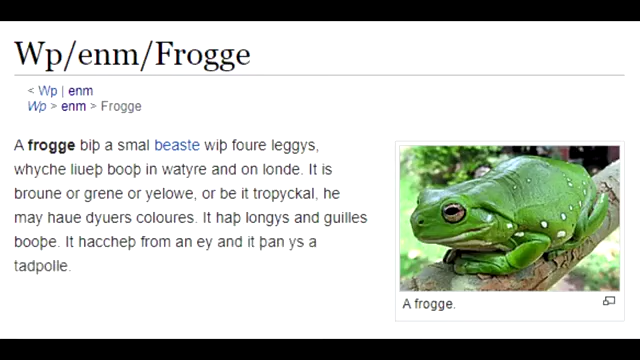 Wp/enm/Frogge
< Wp | enm
Wp > enm > Frogge
A frogge biþ a smal beaste wiþ foure leggys,
whyche liueþ booþ in watyre and on londe. It is
broune or grene or yelowe, or be it tropyckal, he
may haue dyuers coloures. It haþ longys and guilles
booþe. It haccheþ from an ey and it þan ys a
tadpolle.
A frogge.